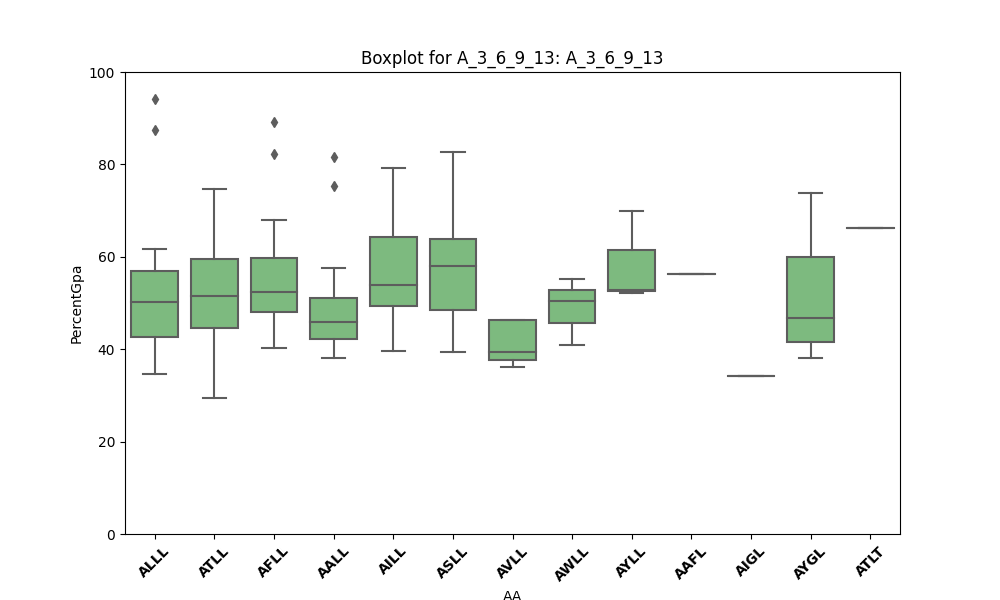 Boxplot for A_3_6_9_13: A_3_6_9_13
100
80
60
40
20
0
PercentGpa
ALLL
ATLL
AFLL
AALL
AILL
ASLL
AVLL
AWLL
AYLL
AAFL
AIGL
AYGL
ATLT
AA